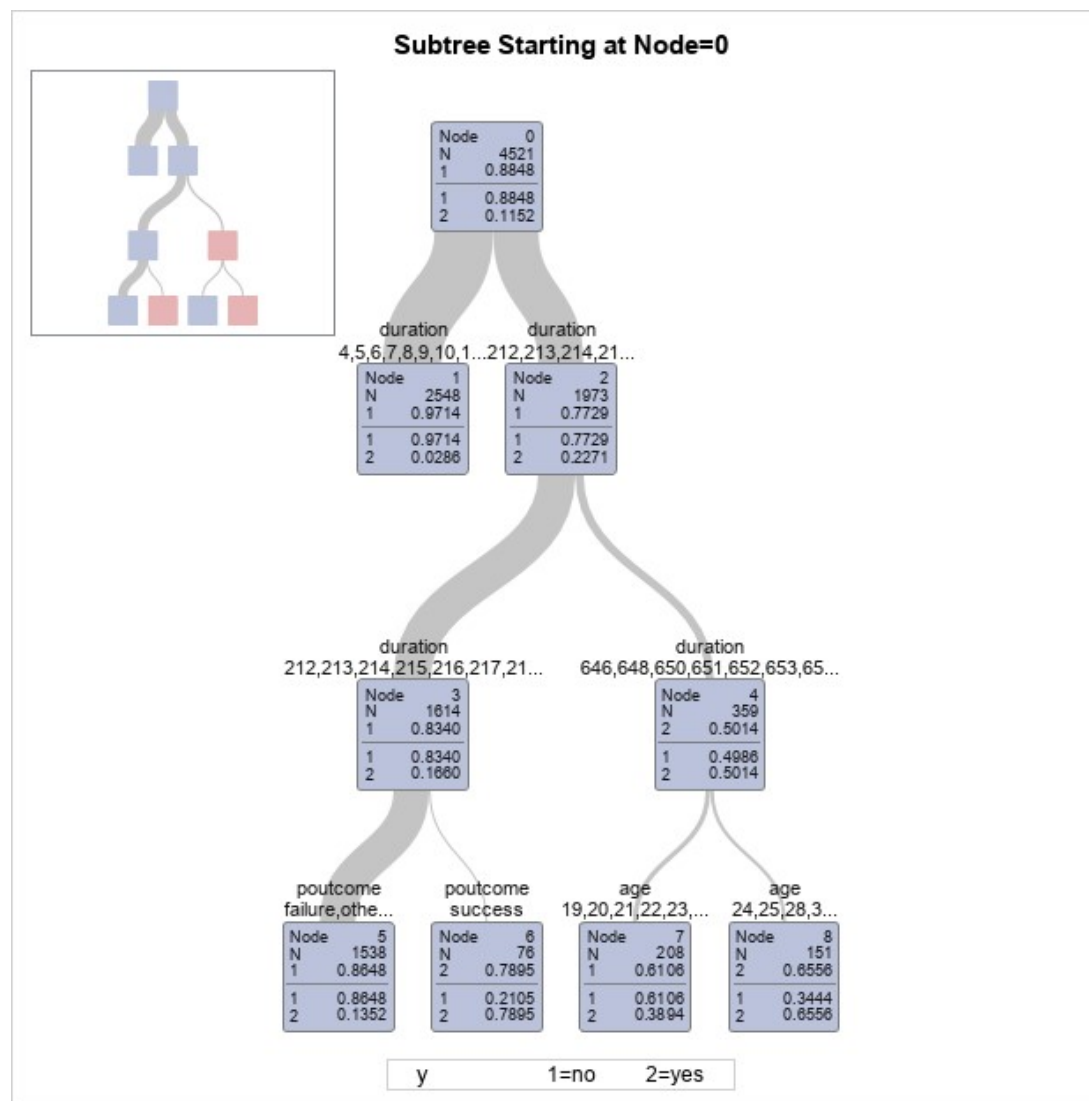 Subtree Starting at Node=0
Node 0
N 4521
1 0.8848
1 0.8848
2 0.1152
duration
4,5,6,7,8,9,10,1...
duration
212,213,214,21...
Node 1
N 2548
1 0.9714
1 0.9714
2 0.0286
Node 2
N 1973
1 0.7729
1 0.7729
2 0.2271
duration
212,213,214,215,216,217,21...
duration
646,648,650,651,652,653,65...
Node 3
N 1614
1 0.8340
1 0.8340
2 0.1660
Node 4
N 359
2 0.5014
1 0.4986
2 0.5014
poutcome
failure,othe...
poutcome
success
age
19,20,21,22,23,...
age
24,25,28,3...
Node 5
N 1538
1 0.8648
1 0.8648
2 0.1352
Node 6
N 76
2 0.7895
1 0.2105
2 0.7895
Node 7
N 208
1 0.6106
1 0.6106
2 0.3894
Node 8
N 151
2 0.6556
1 0.3444
2 0.6556
y 1=no 2=yes